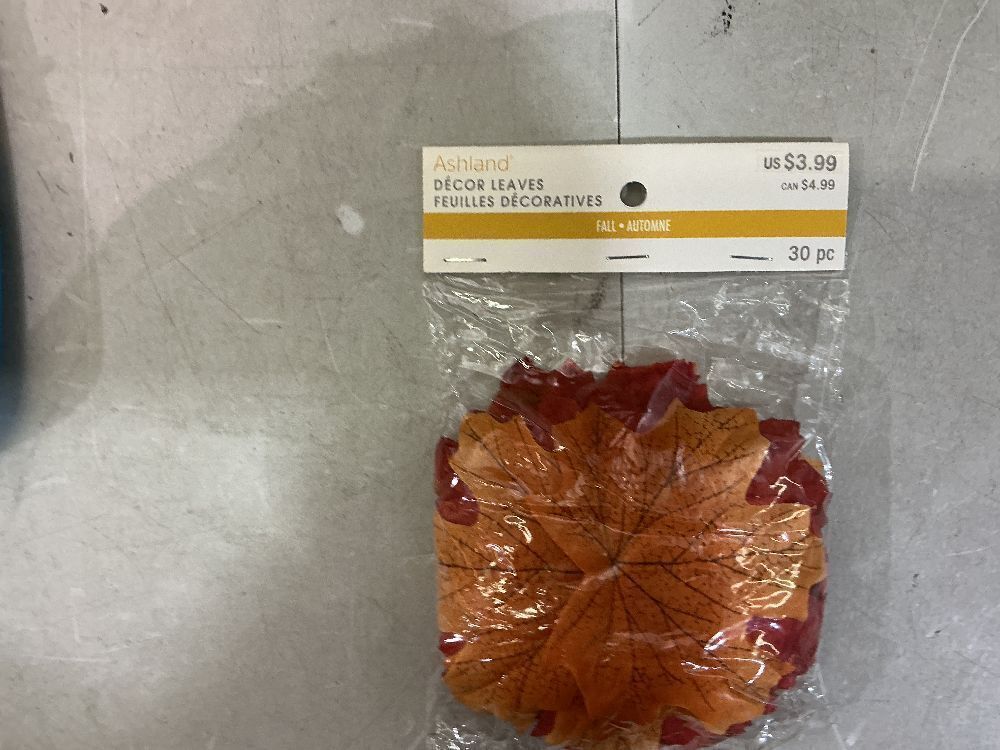 Ashland®
US $3.99
DÉCOR LEAVES
CAN $4.99
FEUILLES DÉCORATIVES
FALL • AUTOMNE
30 pc